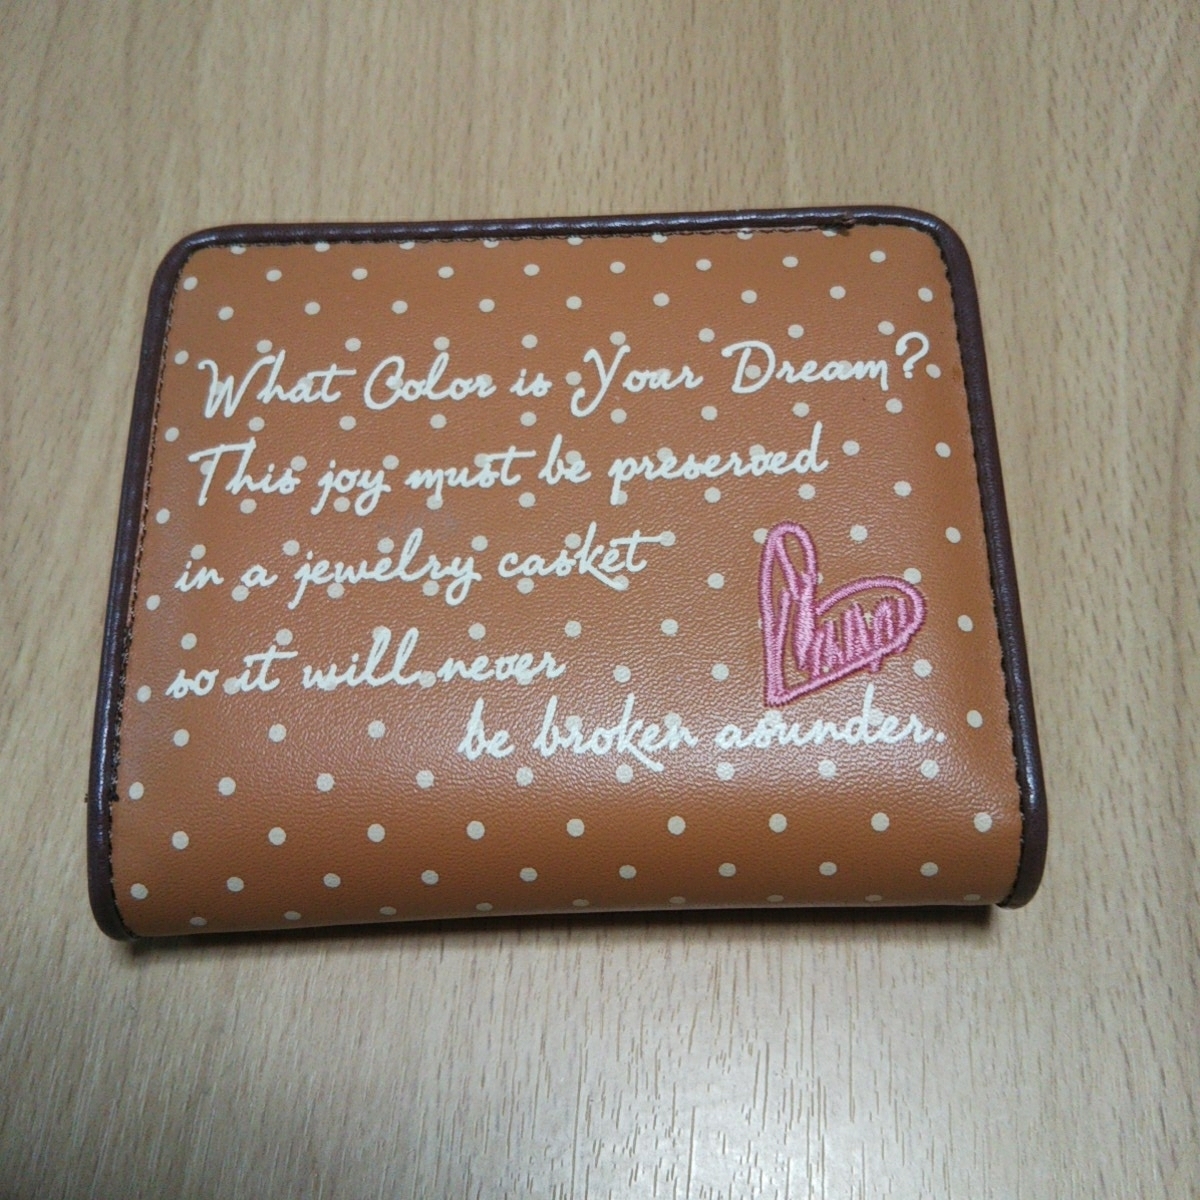 What Color is Your Dream?
This joy must be preserved
in a jewelry casket
so it will never
be broken asunder.